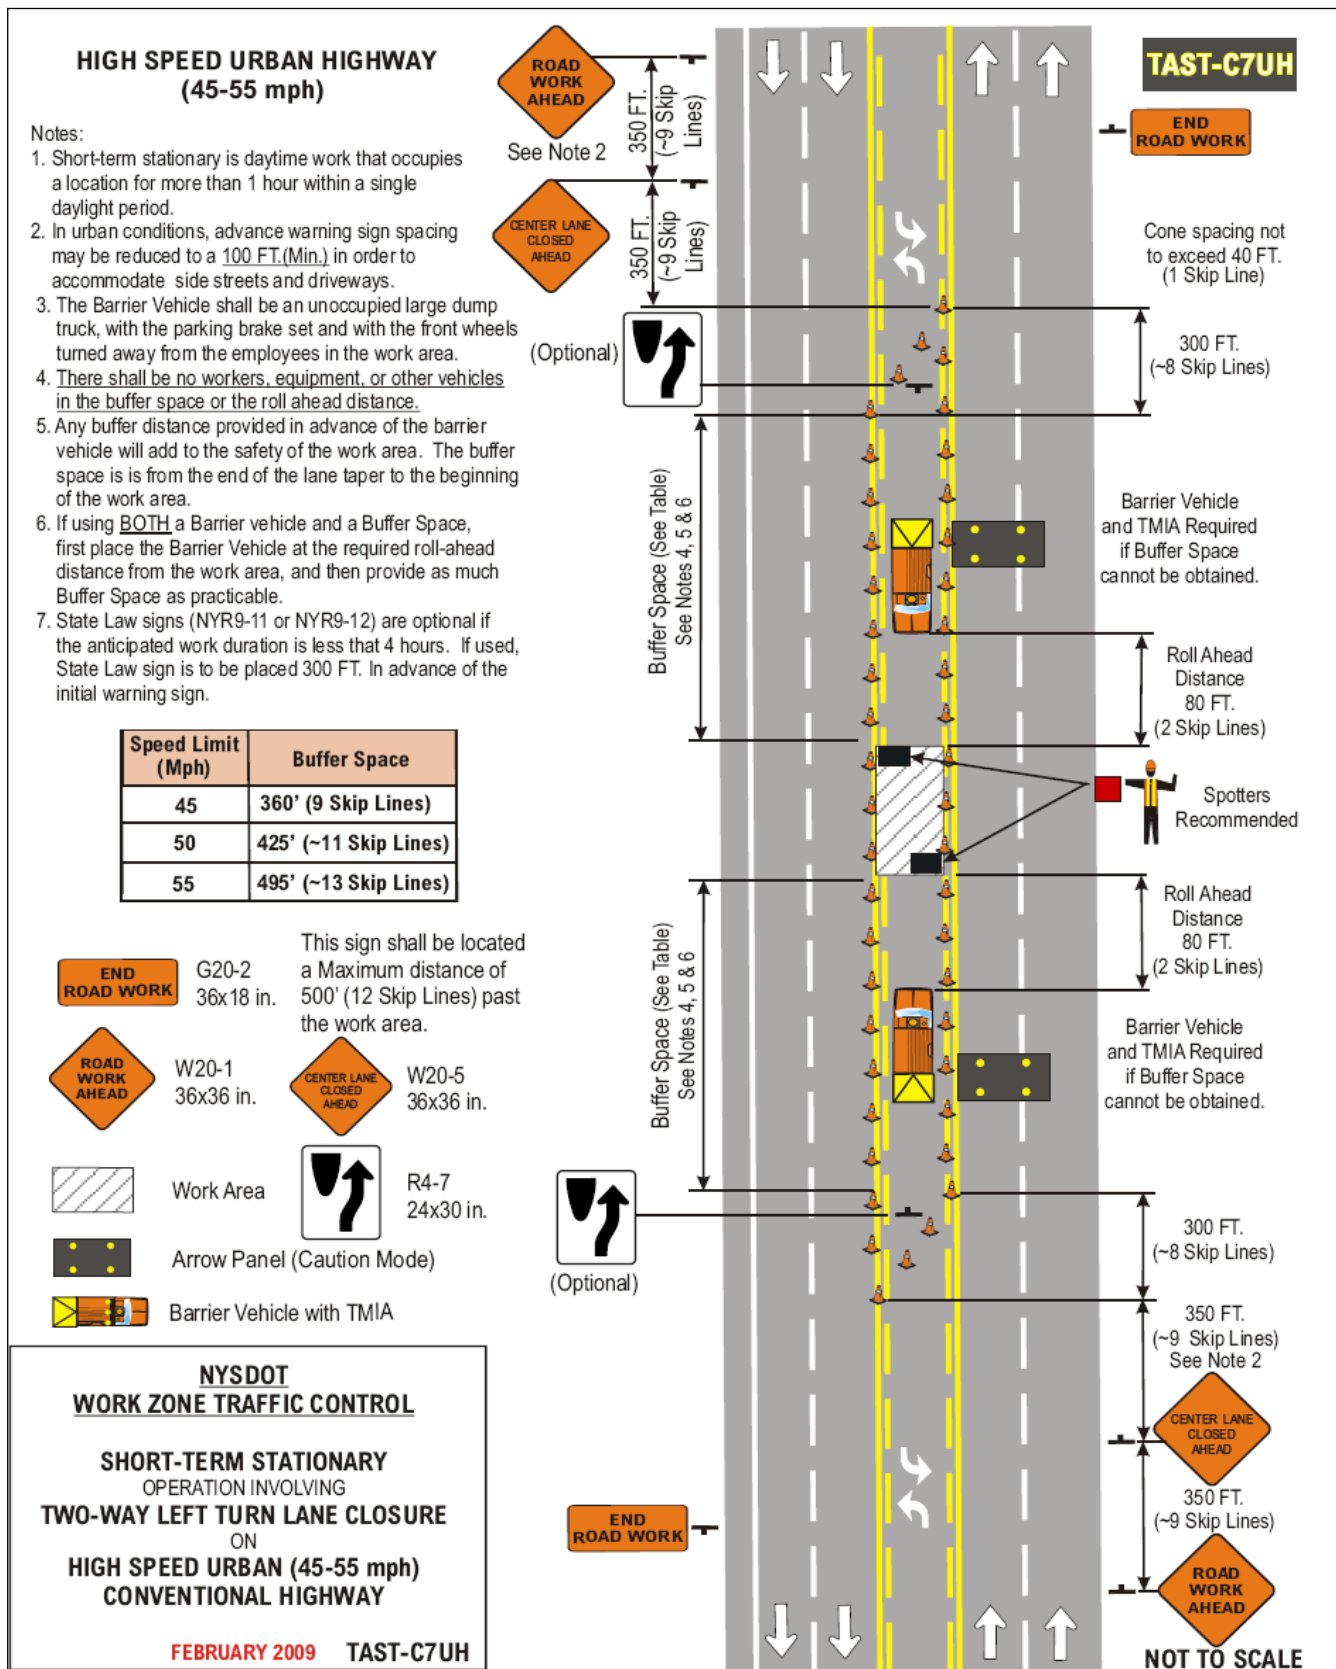 HIGH SPEED URBAN HIGHWAY
(45-55 mph)
Notes:
1. Short-term stationary is daytime work that occupies
a location for more than 1 hour within a single
daylight period.
2. In urban conditions, advance warning sign spacing
may be reduced to a 100 FT.(Min.) in order to
accommodate side streets and driveways.
3. The Barrier Vehicle shall be an unoccupied large dump
truck, with the parking brake set and with the front wheels
turned away from the employees in the work area.
4. There shall be no workers, equipment, or other vehicles
in the buffer space or the roll ahead distance.
5. Any buffer distance provided in advance of the barrier
vehicle will add to the safety of the work area. The buffer
space is is from the end of the lane taper to the beginning
of the work area.
6. If using BOTH a Barrier vehicle and a Buffer Space,
first place the Barrier Vehicle at the required roll-ahead
distance from the work area, and then provide as much
Buffer Space as practicable.
7. State Law signs (NYR9-11 or NYR9-12) are optional if
the anticipated work duration is less that 4 hours. If used,
State Law sign is to be placed 300 FT. In advance of the
initial warning sign.
Speed Limit
(Mph)
Buffer Space
45
360' (9 Skip Lines)
50
425' (~11 Skip Lines)
55
495' (~13 Skip Lines)
END
ROAD WORK
G20-2
36x18 in.
This sign shall be located
a Maximum distance of
500' (12 Skip Lines) past
the work area.
ROAD
WORK
AHEAD
W20-1
36x36 in.
CENTER LANE
CLOSED
AHEAD
W20-5
36x36 in.
Work Area
R4-7
24x30 in.
Arrow Panel (Caution Mode)
Barrier Vehicle with TMIA
NYSDOT
WORK ZONE TRAFFIC CONTROL
SHORT-TERM STATIONARY
OPERATION INVOLVING
TWO-WAY LEFT TURN LANE CLOSURE
ON
HIGH SPEED URBAN (45-55 mph)
CONVENTIONAL HIGHWAY
FEBRUARY 2009 TAST-C7UH
ROAD
WORK
AHEAD
See Note 2
350 FT.
(~9 Skip
Lines)
CENTER LANE
CLOSED
AHEAD
350 FT.
(~9 Skip
Lines)
(Optional)
Buffer Space (See Table)
See Notes 4, 5 & 6
Buffer Space (See Table)
See Notes 4, 5 & 6
(Optional)
END
ROAD WORK
TAST-C7UH
END
ROAD WORK
Cone spacing not
to exceed 40 FT.
(1 Skip Line)
300 FT.
(~8 Skip Lines)
Barrier Vehicle
and TMIA Required
if Buffer Space
cannot be obtained.
Roll Ahead
Distance
80 FT.
(2 Skip Lines)
Spotters
Recommended
Roll Ahead
Distance
80 FT.
(2 Skip Lines)
Barrier Vehicle
and TMIA Required
if Buffer Space
cannot be obtained.
300 FT.
(~8 Skip Lines)
350 FT.
(~9 Skip Lines)
See Note 2
CENTER LANE
CLOSED
AHEAD
350 FT.
(~9 Skip Lines)
ROAD
WORK
AHEAD
NOT TO SCALE